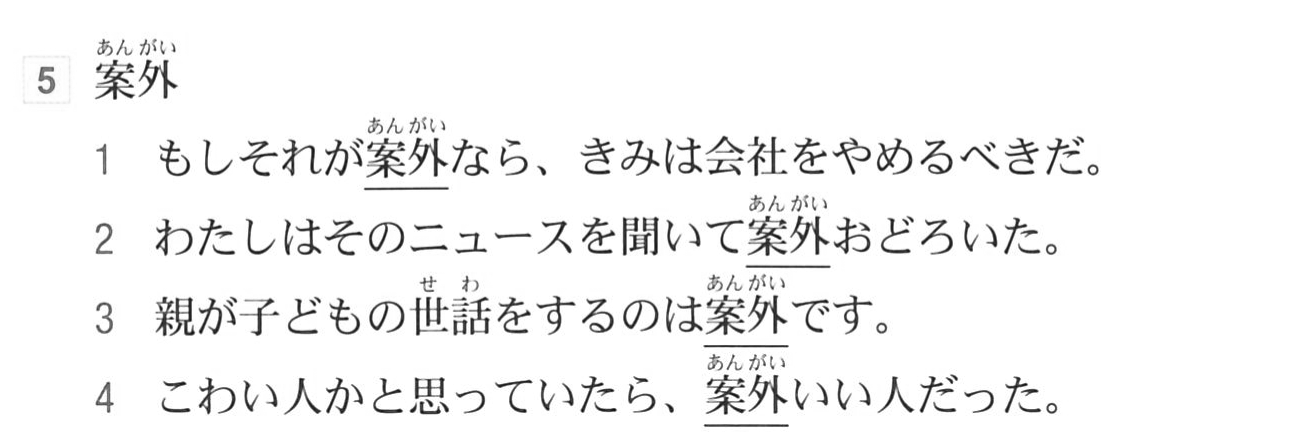 あんがい
5 案外
あんがい
1 もしそれが案外なら、きみは会社をやめるべきだ。
あんがい
2 わたしはそのニュースを聞いて案外おどろいた。
せわ あんがい
3 親が子どもの世話をするのは案外です。
あんがい
4 こわい人かと思っていたら、案外いい人だった。